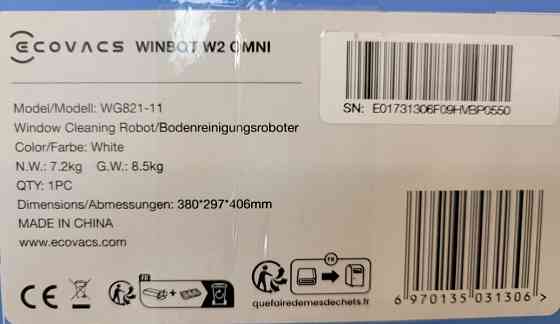 ECOVACS WINBOT W2 OMNI
SN: E01731306F09HVBP0550
Model/Modell: WG821-11
Window Cleaning Robot/Bodenreinigungsroboter
Color/Farbe: White
N.W.: 7.2kg G.W.: 8.5kg
QTY: 1PC
Dimensions/Abmessungen: 380*297*406mm
MADE IN CHINA
www.ecovacs.com
FR
FR
quefairedemesdechets.fr
6 970135 031306 >